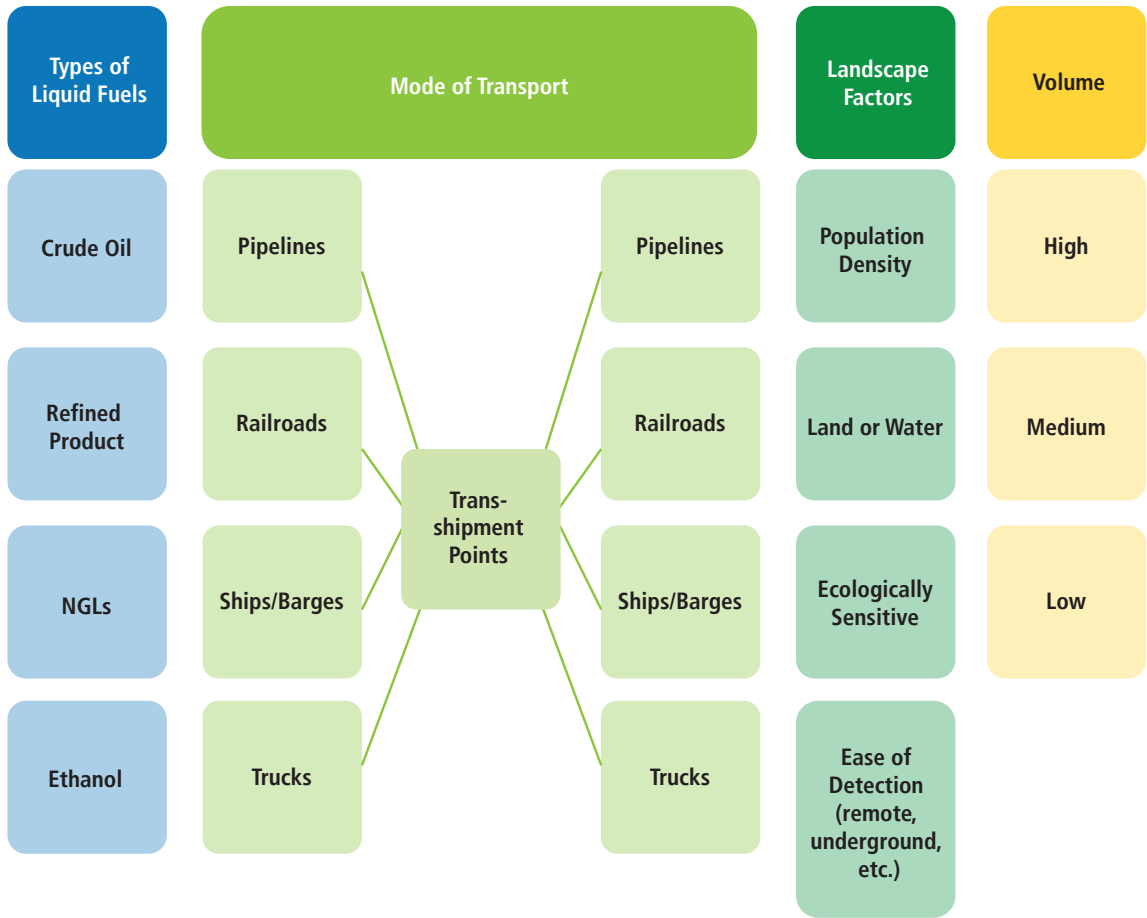 Types of
Liquid Fuels
Mode of Transport
Landscape
Factors
Volume
Crude Oil
Pipelines
Pipelines
Population
Density
High
Refined
Product
Railroads
Railroads
Land or Water
Medium
Trans-
shipment
Points
NGLs
Ships/Barges
Ships/Barges
Ecologically
Sensitive
Low
Ethanol
Trucks
Trucks
Ease of
Detection
(remote,
underground,
etc.)